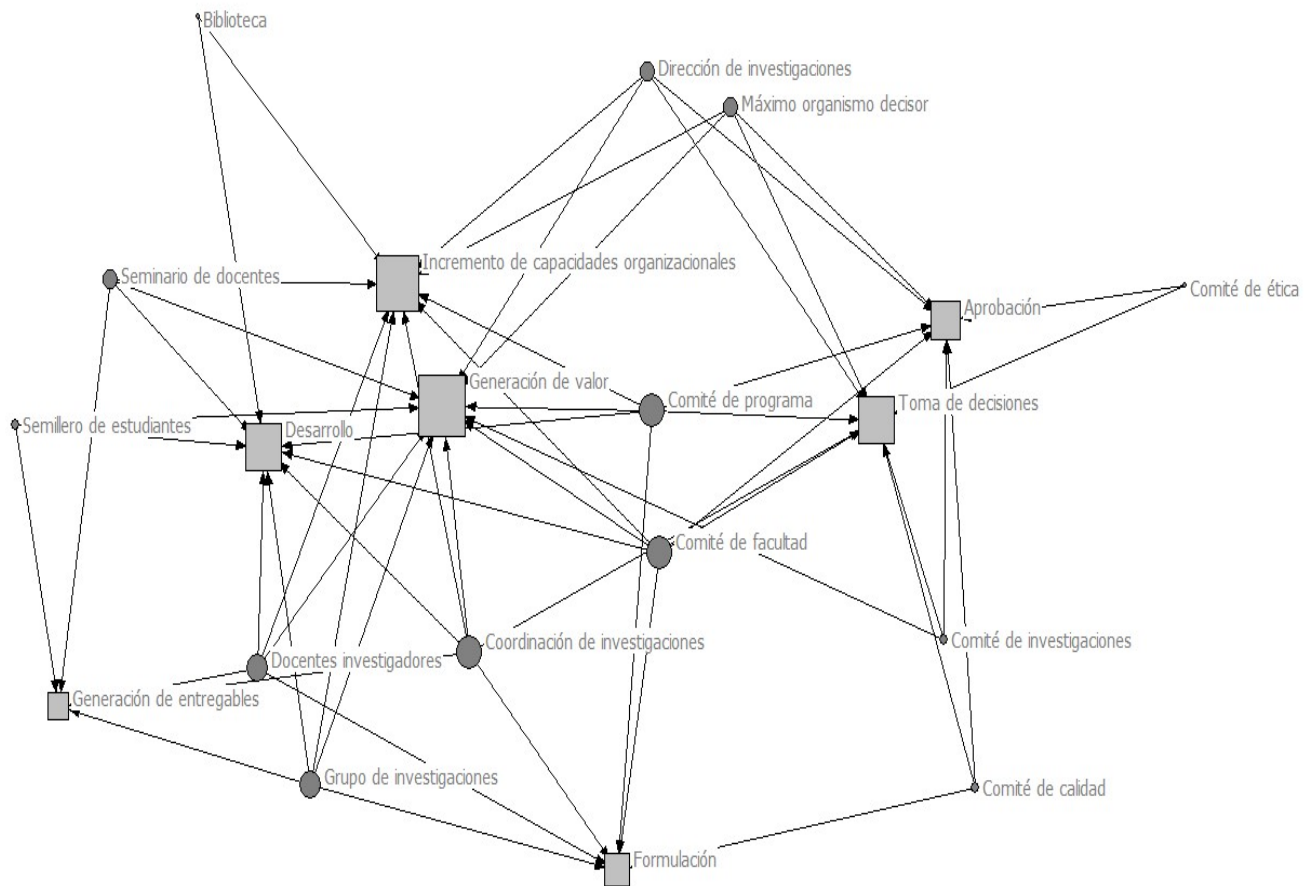 Biblioteca
Dirección de investigaciones
Máximo organismo decisor
Incremento de capacidades organizacionales
Seminario de docentes
Comité de ética
Aprobación
Generación de valor
Comité de programa
Toma de decisiones
Semillero de estudiantes
Desarrollo
Comité de facultad
Comité de investigaciones
Coordinación de investigaciones
Docentes investigadores
Generación de entregables
Grupo de investigaciones
Comité de calidad
Formulación